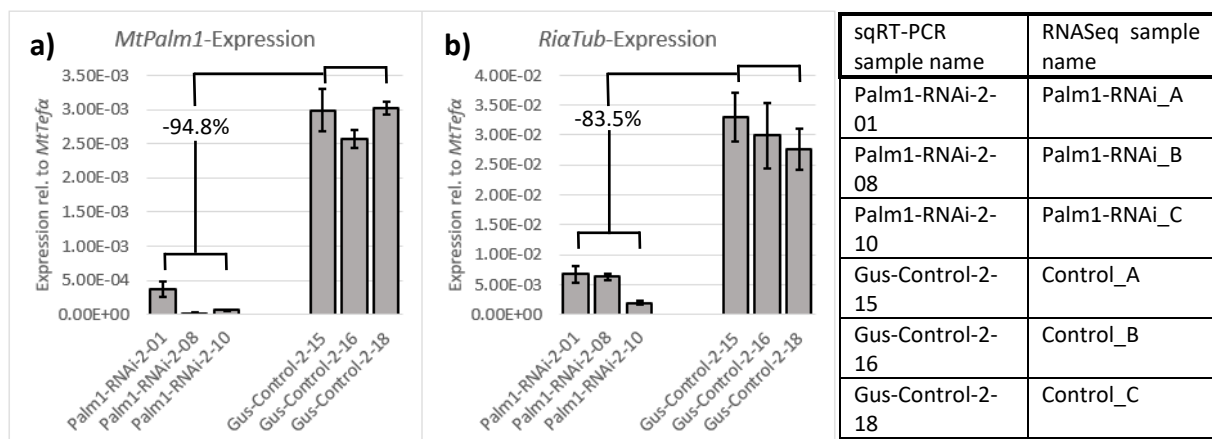 a)
MtPalm1-Expression
Expression rel. to MtTefα
3.50E-03
3.00E-03
2.50E-03
2.00E-03
1.50E-03
1.00E-03
5.00E-04
0.00E+00
-94.8%
Palm1-RNAi-2-01
Palm1-RNAi-2-08
Palm1-RNAi-2-10
Gus-Control-2-15
Gus-Control-2-16
Gus-Control-2-18
b)
RiαTub-Expression
Expression rel. to MtTefα
4.00E-02
3.50E-02
3.00E-02
2.50E-02
2.00E-02
1.50E-02
1.00E-02
5.00E-03
0.00E+00
-83.5%
Palm1-RNAi-2-01
Palm1-RNAi-2-08
Palm1-RNAi-2-10
Gus-Control-2-15
Gus-Control-2-16
Gus-Control-2-18
sqRT-PCR RNASeq sample
sample name name
Palm1-RNAi-2- Palm1-RNAi_A
01
Palm1-RNAi-2- Palm1-RNAi_B
08
Palm1-RNAi-2- Palm1-RNAi_C
10
Gus-Control-2- Control_A
15
Gus-Control-2- Control_B
16
Gus-Control-2- Control_C
18